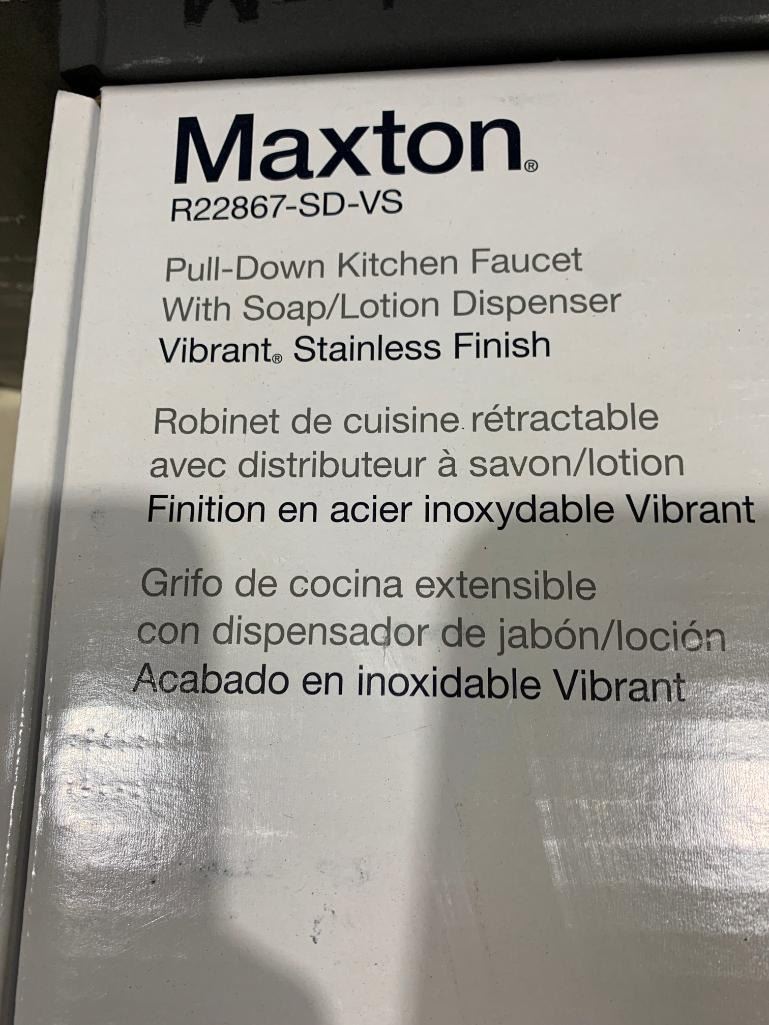 Maxton®
R22867-SD-VS
Pull-Down Kitchen Faucet
With Soap/Lotion Dispenser
Vibrant® Stainless Finish
Robinet de cuisine rétractable
avec distributeur à savon/lotion
Finition en acier inoxydable Vibrant
Grifo de cocina extensible
con dispensador de jabón/loción
Acabado en inoxidable Vibrant